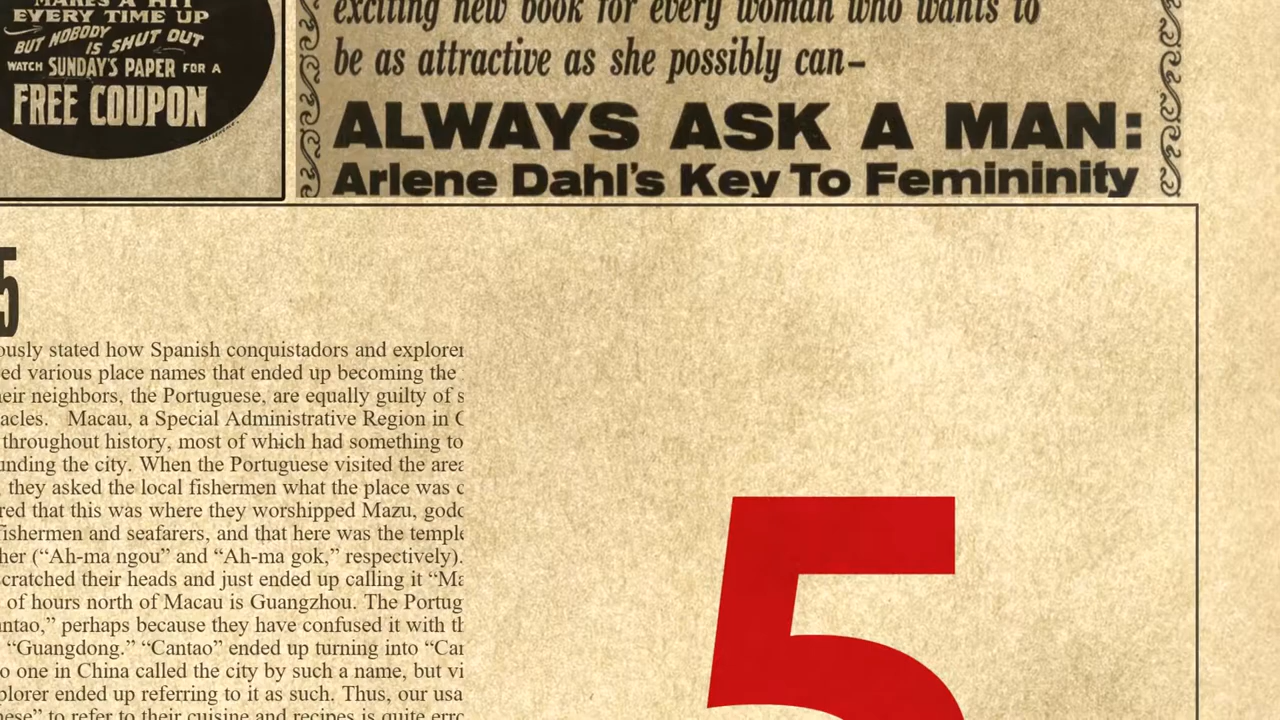 MAKES A HIT
EVERY TIME UP
BUT NOBODY
IS SHUT OUT
WATCH SUNDAY'S PAPER FOR A
FREE COUPON
exciting new book for every woman who wants to
be as attractive as she possibly can–
ALWAYS ASK A MAN:
Arlene Dahl's Key To Femininity
5
ously stated how Spanish conquistadors and explorer
ed various place names that ended up becoming the
heir neighbors, the Portuguese, are equally guilty of s
acles. Macau, a Special Administrative Region in C
throughout history, most of which had something to
unding the city. When the Portuguese visited the area
, they asked the local fishermen what the place was c
red that this was where they worshipped Mazu, godd
fishermen and seafarers, and that here was the temple
her (“Ah-ma ngou” and “Ah-ma gok,” respectively).
scratched their heads and just ended up calling it “Ma
of hours north of Macau is Guangzhou. The Portug
ntao,” perhaps because they have confused it with th
“Guangdong.” “Cantao” ended up turning into “Can
o one in China called the city by such a name, but vi
plorer ended up referring to it as such. Thus, our usa
nese” to refer to their cuisine and recipes is quite erro
5